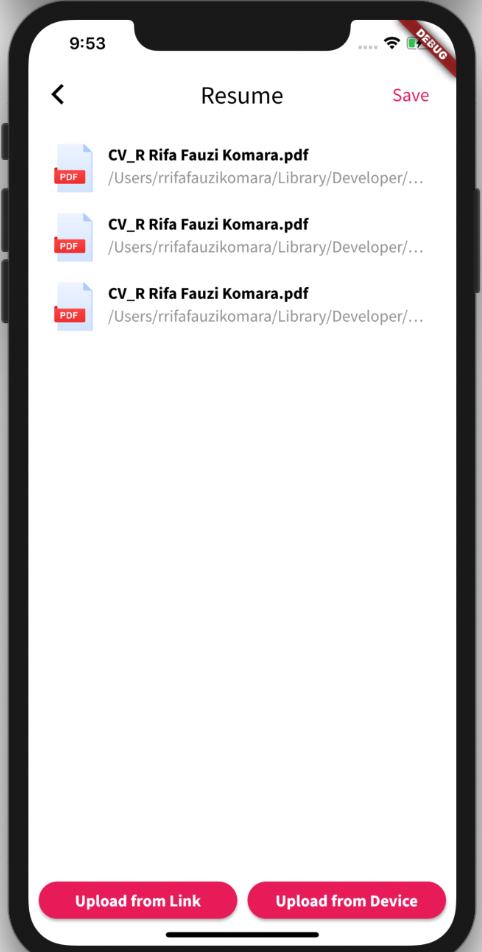 9:53
DEBUG
Resume
Save
CV_R Rifa Fauzi Komara.pdf
PDF
/Users/rrifafauzikomara/Library/Developer/...
CV_R Rifa Fauzi Komara.pdf
PDF
/Users/rrifafauzikomara/Library/Developer/...
CV_R Rifa Fauzi Komara.pdf
PDF
/Users/rrifafauzikomara/Library/Developer/...
Upload from Link
Upload from Device